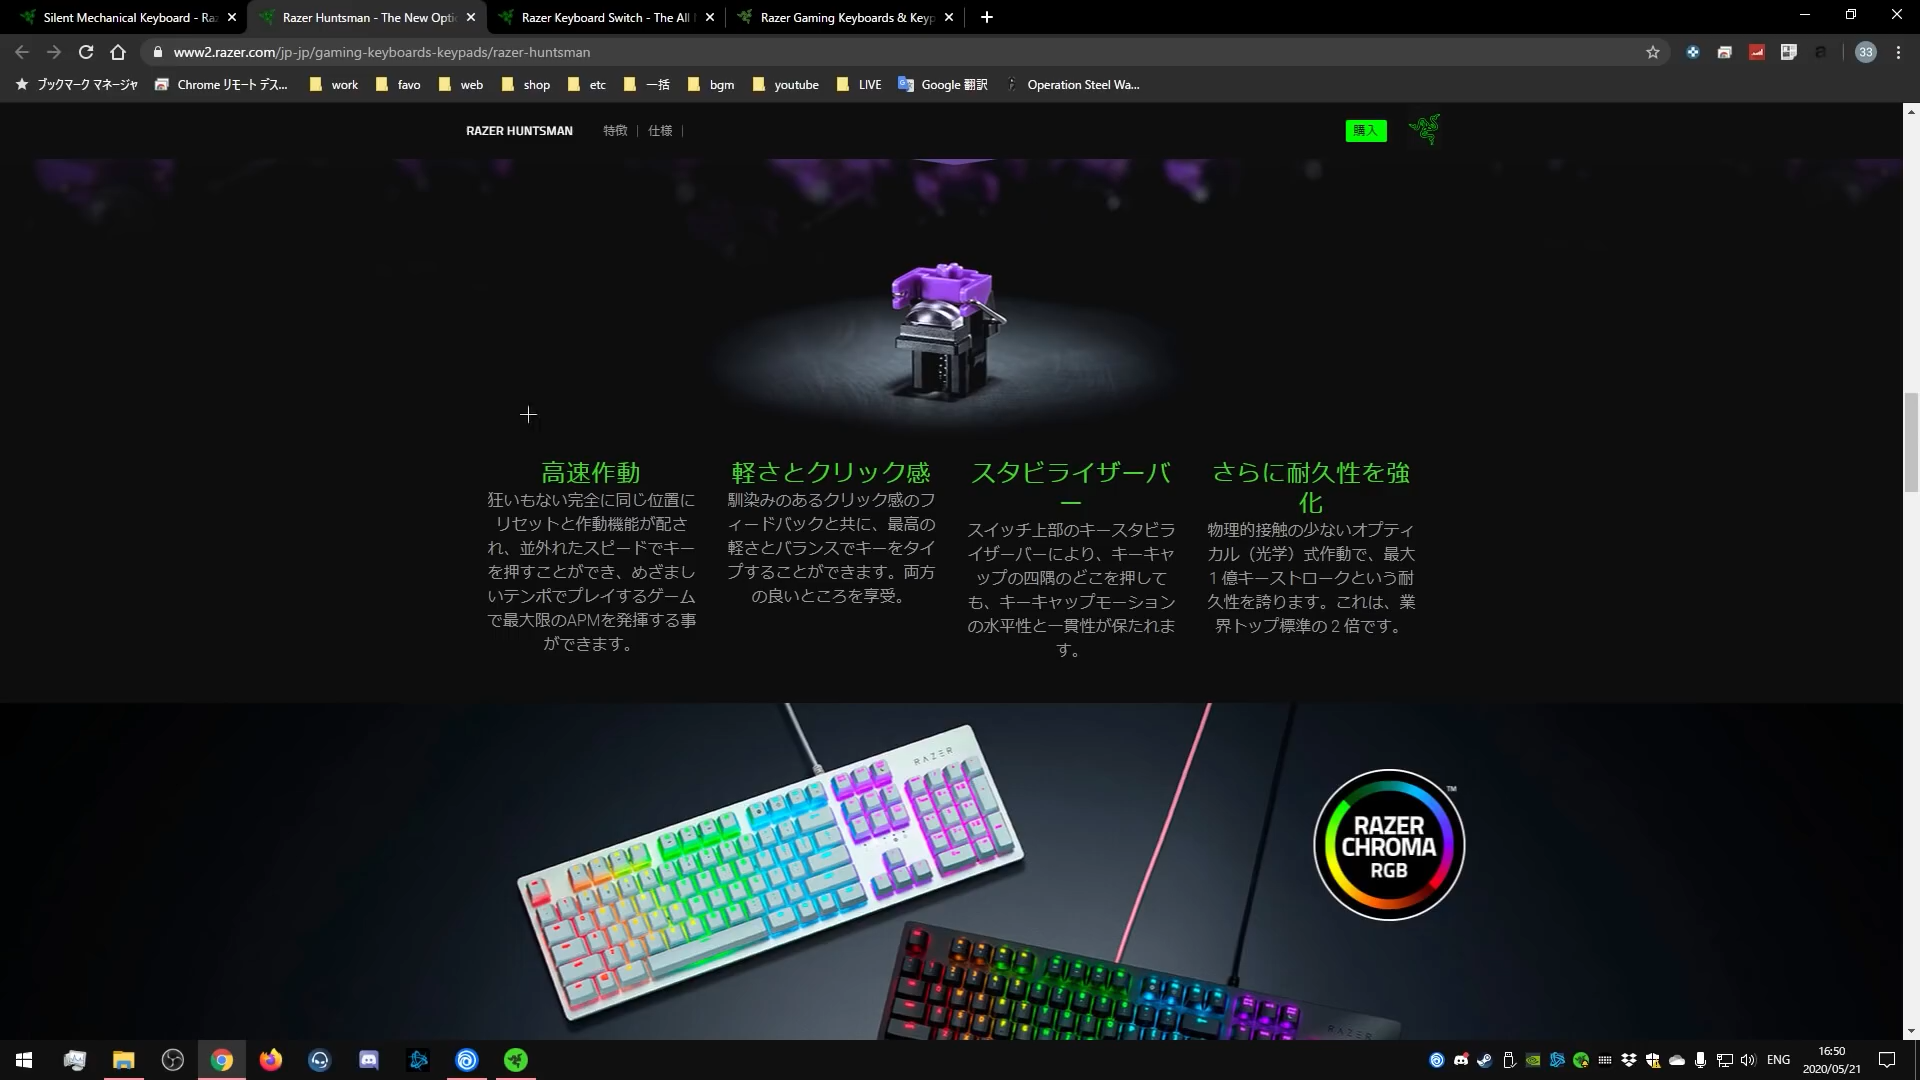 Silent Mechanical Keyboard - Ra
Razer Huntsman - The New Opti
Razer Keyboard Switch - The All
Razer Gaming Keyboards & Keyp
www2.razer.com/jp-jp/gaming-keyboards-keypads/razer-huntsman
33
ブックマーク マネージャ
Chrome リモート デス...
work
favo
web
shop
etc
一括
bgm
youtube
LIVE
Google 翻訳
Operation Steel Wa...
RAZER HUNTSMAN
特徴
仕様
購入
高速作動
狂いもない完全に同じ位置に
リセットと作動機能が配さ
れ、並外れたスピードでキー
を押すことができ、めざまし
いテンポでプレイするゲーム
で最大限のAPMを発揮する事
ができます。
軽さとクリック感
馴染みのあるクリック感のフ
ィードバックと共に、最高の
軽さとバランスでキーをタイ
プすることができます。両方
の良いところを享受。
スタビライザーバ
ー
スイッチ上部のキースタビラ
イザーバーにより、キーキャ
ップの四隅のどこを押して
も、キーキャップモーション
の水平性と一貫性が保たれま
す。
さらに耐久性を強
化
物理的接触の少ないオプティ
カル（光学）式作動で、最大
1 億キーストロークという耐
久性を誇ります。これは、業
界トップ標準の 2 倍です。
RAZER
RAZER
CHROMA
RGB
TM
RAZER
ENG
16:50
2020/05/21